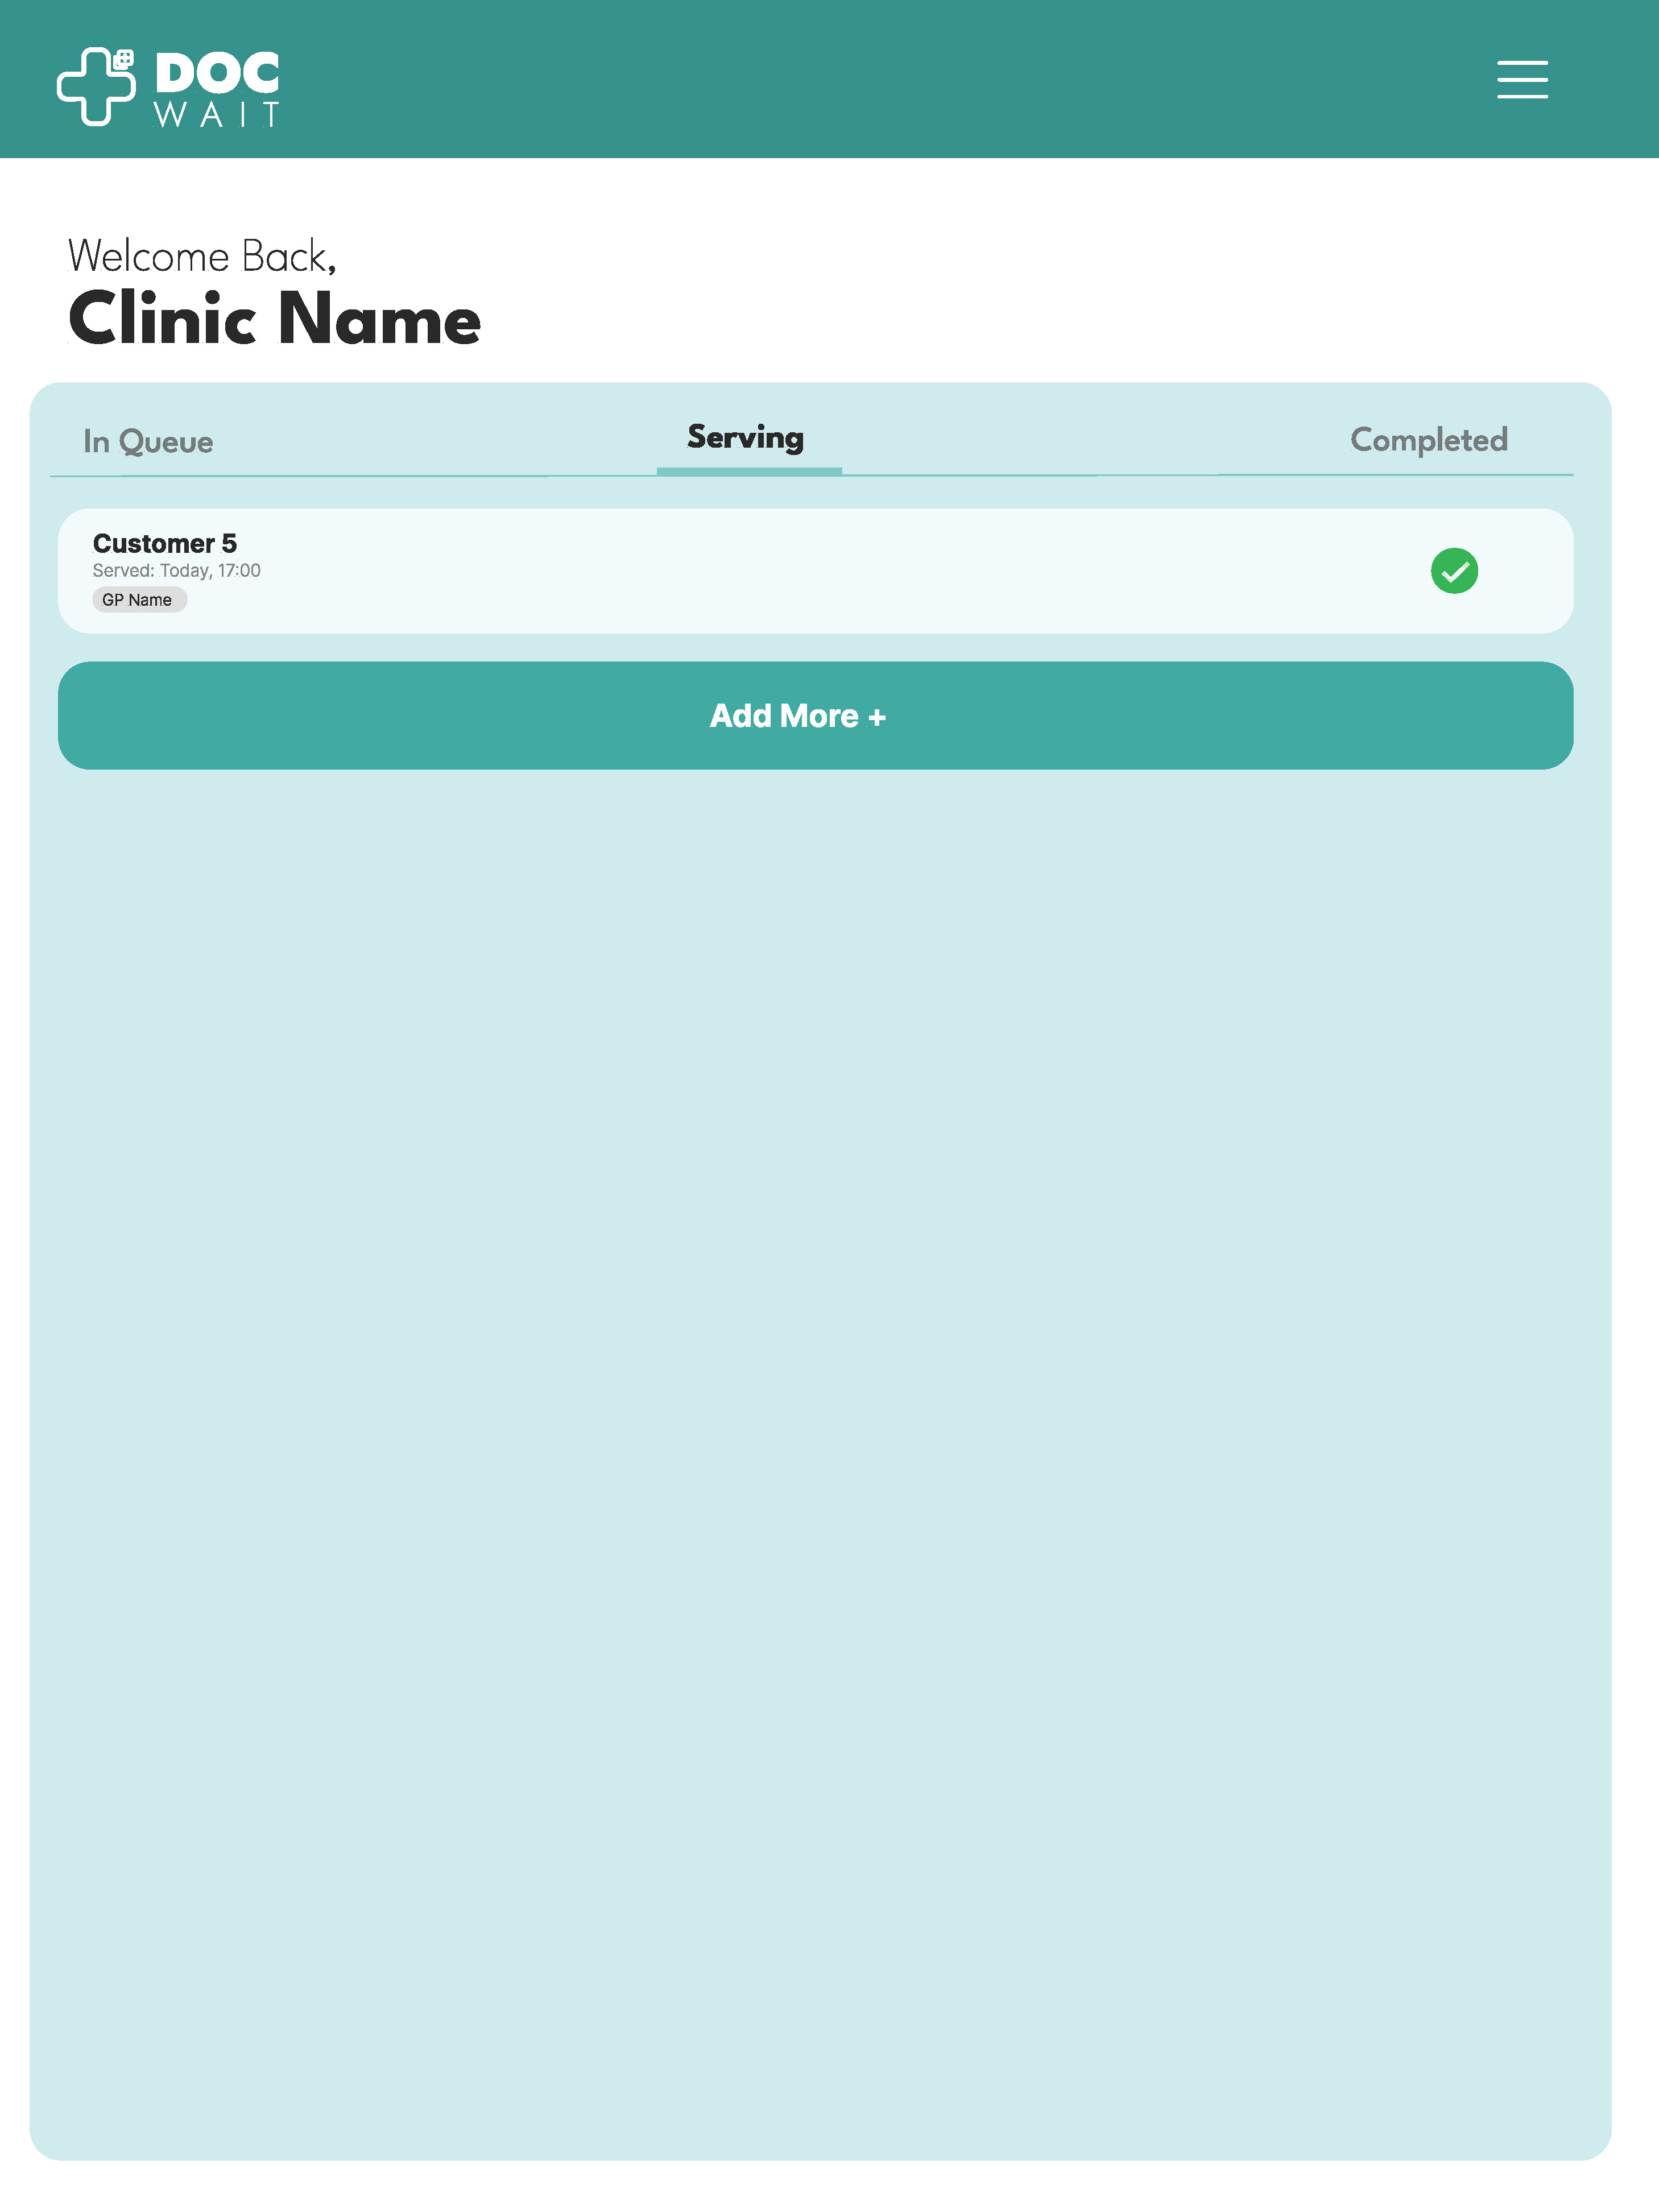 DOC
WAIT
Welcome Back,
Clinic Name
In Queue
Serving
Completed
Customer 5
Served: Today, 17:00
GP Name
Add More +